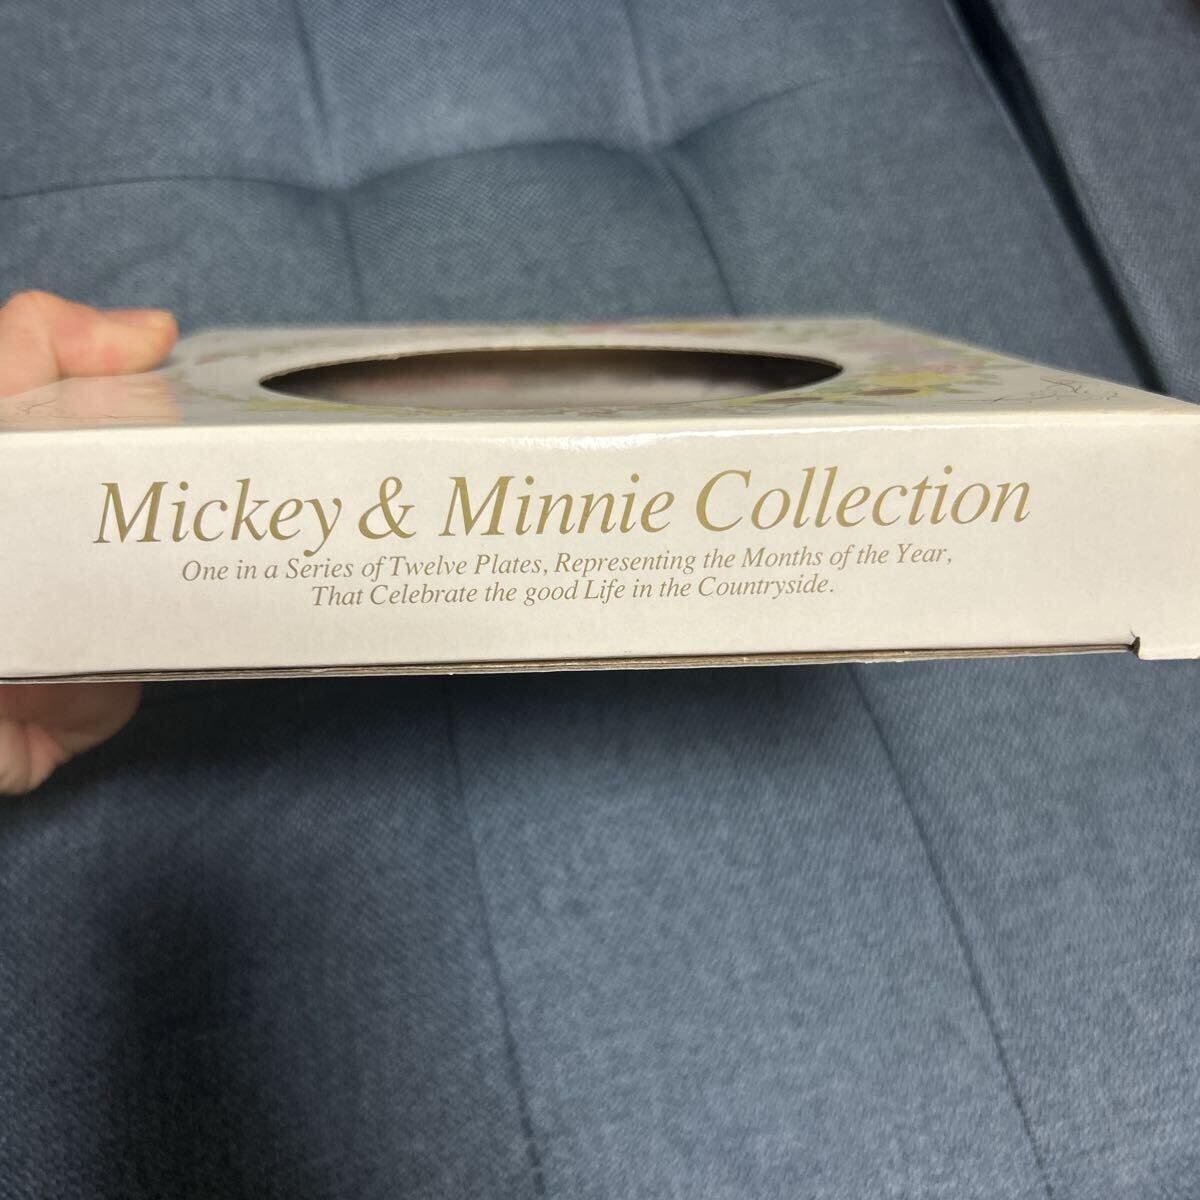 Mickey & Minnie Collection
One in a Series of Twelve Plates, Representing the Months of the Year,
That Celebrate the good Life in the Countryside.